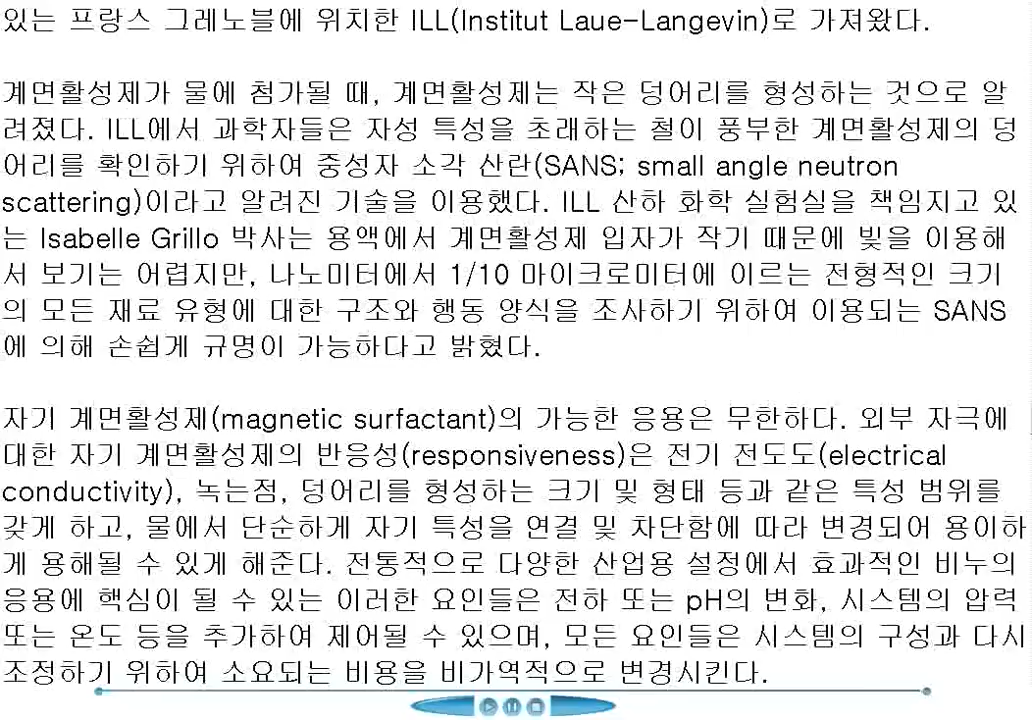 있는 프랑스 그레노블에 위치한 ILL(Institut Laue-Langevin)로 가져왔다.
계면활성제가 물에 첨가될 때, 계면활성제는 작은 덩어리를 형성하는 것으로 알
려졌다. ILL에서 과학자들은 자성 특성을 초래하는 철이 풍부한 계면활성제의 덩
어리를 확인하기 위하여 중성자 소각 산란(SANS; small angle neutron
scattering)이라고 알려진 기술을 이용했다. ILL 산하 화학 실험실을 책임지고 있
는 Isabelle Grillo 박사는 용액에서 계면활성제 입자가 작기 때문에 빛을 이용해
서 보기는 어렵지만, 나노미터에서 1/10 마이크로미터에 이르는 전형적인 크기
의 모든 재료 유형에 대한 구조와 행동 양식을 조사하기 위하여 이용되는 SANS
에 의해 손쉽게 규명이 가능하다고 밝혔다.
자기 계면활성제(magnetic surfactant)의 가능한 응용은 무한하다. 외부 자극에
대한 자기 계면활성제의 반응성(responsiveness)은 전기 전도도(electrical
conductivity), 녹는점, 덩어리를 형성하는 크기 및 형태 등과 같은 특성 범위를
갖게 하고, 물에서 단순하게 자기 특성을 연결 및 차단함에 따라 변경되어 용이하
게 용해될 수 있게 해준다. 전통적으로 다양한 산업용 설정에서 효과적인 비누의
응용에 핵심이 될 수 있는 이러한 요인들은 전하 또는 pH의 변화, 시스템의 압력
또는 온도 등을 추가하여 제어될 수 있으며, 모든 요인들은 시스템의 구성과 다시
조정하기 위하여 소요되는 비용을 비가역적으로 변경시킨다.